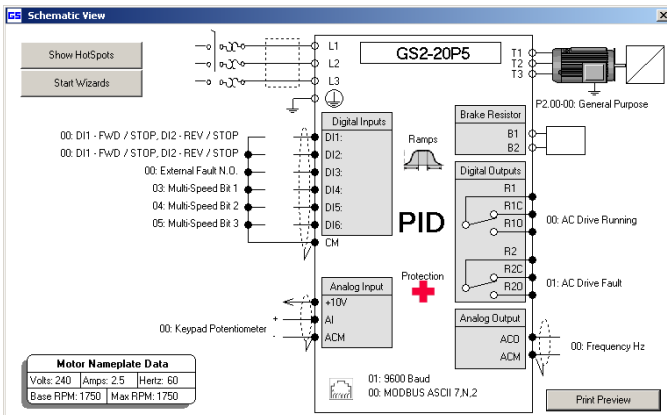 GS Schematic View
Show HotSpots
Start Wizards
L1
L2
L3
GS2-20P5
T1
T2
T3
P2.00-00: General Purpose
Digital Inputs
DI1:
DI2:
DI3:
DI4:
DI5:
DI6:
CM
00: DI1 - FWD / STOP, DI2 - REV / STOP
00: DI1 - FWD / STOP, DI2 - REV / STOP
00: External Fault N.O.
03: Multi-Speed Bit 1
04: Multi-Speed Bit 2
05: Multi-Speed Bit 3
Ramps
PID
Protection
Brake Resistor
B1
B2
Digital Outputs
R1
R1C
R1O
R2
R2C
R2O
00: AC Drive Running
01: AC Drive Fault
Analog Input
+10V
AI
ACM
+
-
00: Keypad Potentiometer
Analog Output
ACO
ACM
00: Frequency Hz
Motor Nameplate Data
Volts: 240 Amps: 2.5 Hertz: 60
Base RPM: 1750 Max RPM: 1750
01: 9600 Baud
00: MODBUS ASCII 7,N,2
Print Preview